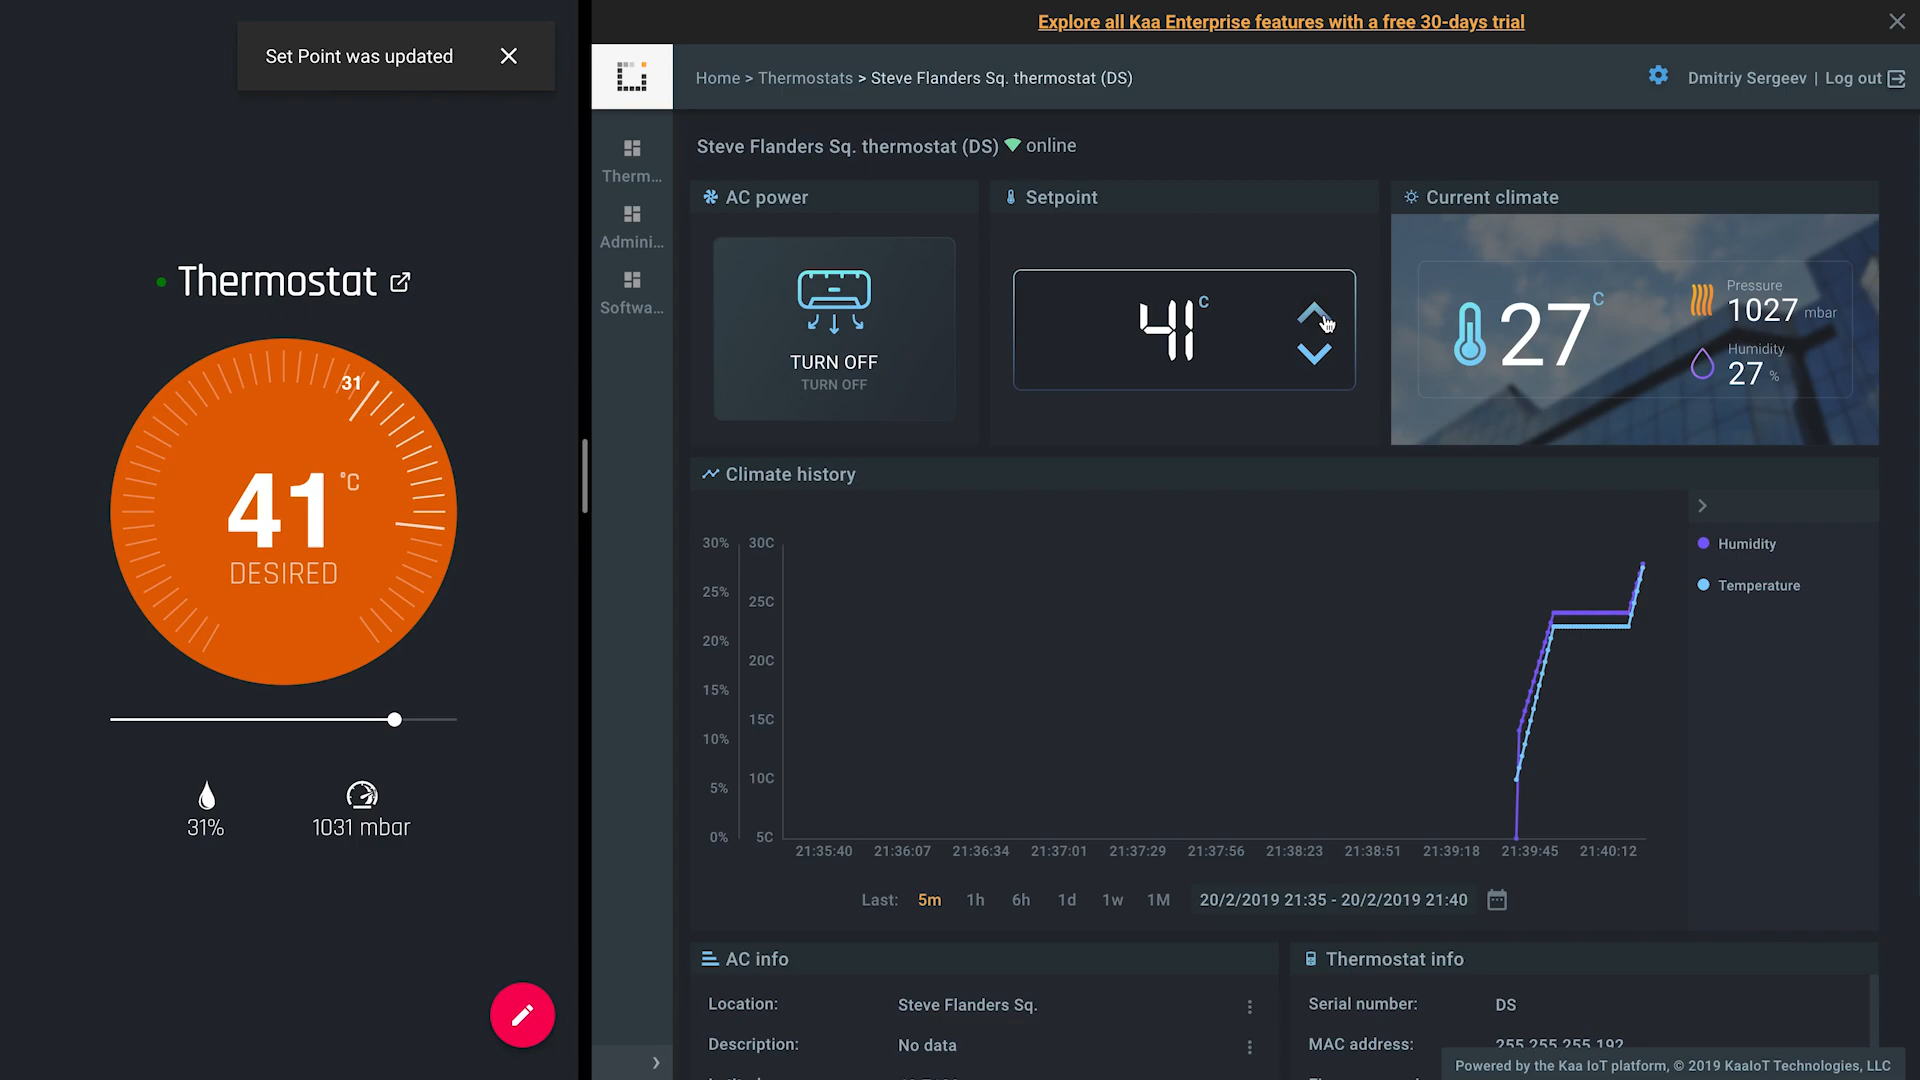 Set Point was updated
Thermostat
31
41 °C
DESIRED
31%
1031 mbar
Explore all Kaa Enterprise features with a free 30-days trial
Home > Thermostats > Steve Flanders Sq. thermostat (DS)
Dmitriy Sergeev | Log out
Therm...
Admini...
Softwa...
Steve Flanders Sq. thermostat (DS) online
AC power
TURN OFF
TURN OFF
Setpoint
41 C
Current climate
27 C
Pressure
1027 mbar
Humidity
27 %
Climate history
30% 30C
25% 25C
20% 20C
15% 15C
10% 10C
5%
0% 5C
21:35:40 21:36:07 21:36:34 21:37:01 21:37:29 21:37:56 21:38:23 21:38:51 21:39:18 21:39:45 21:40:12
Humidity
Temperature
Last: 5m 1h 6h 1d 1w 1M 20/2/2019 21:35 - 20/2/2019 21:40
AC info
Location: Steve Flanders Sq.
Description: No data
Thermostat info
Serial number: DS
MAC address: 255.255.255.192
Powered by the Kaa IoT platform, © 2019 KaaIoT Technologies, LLC